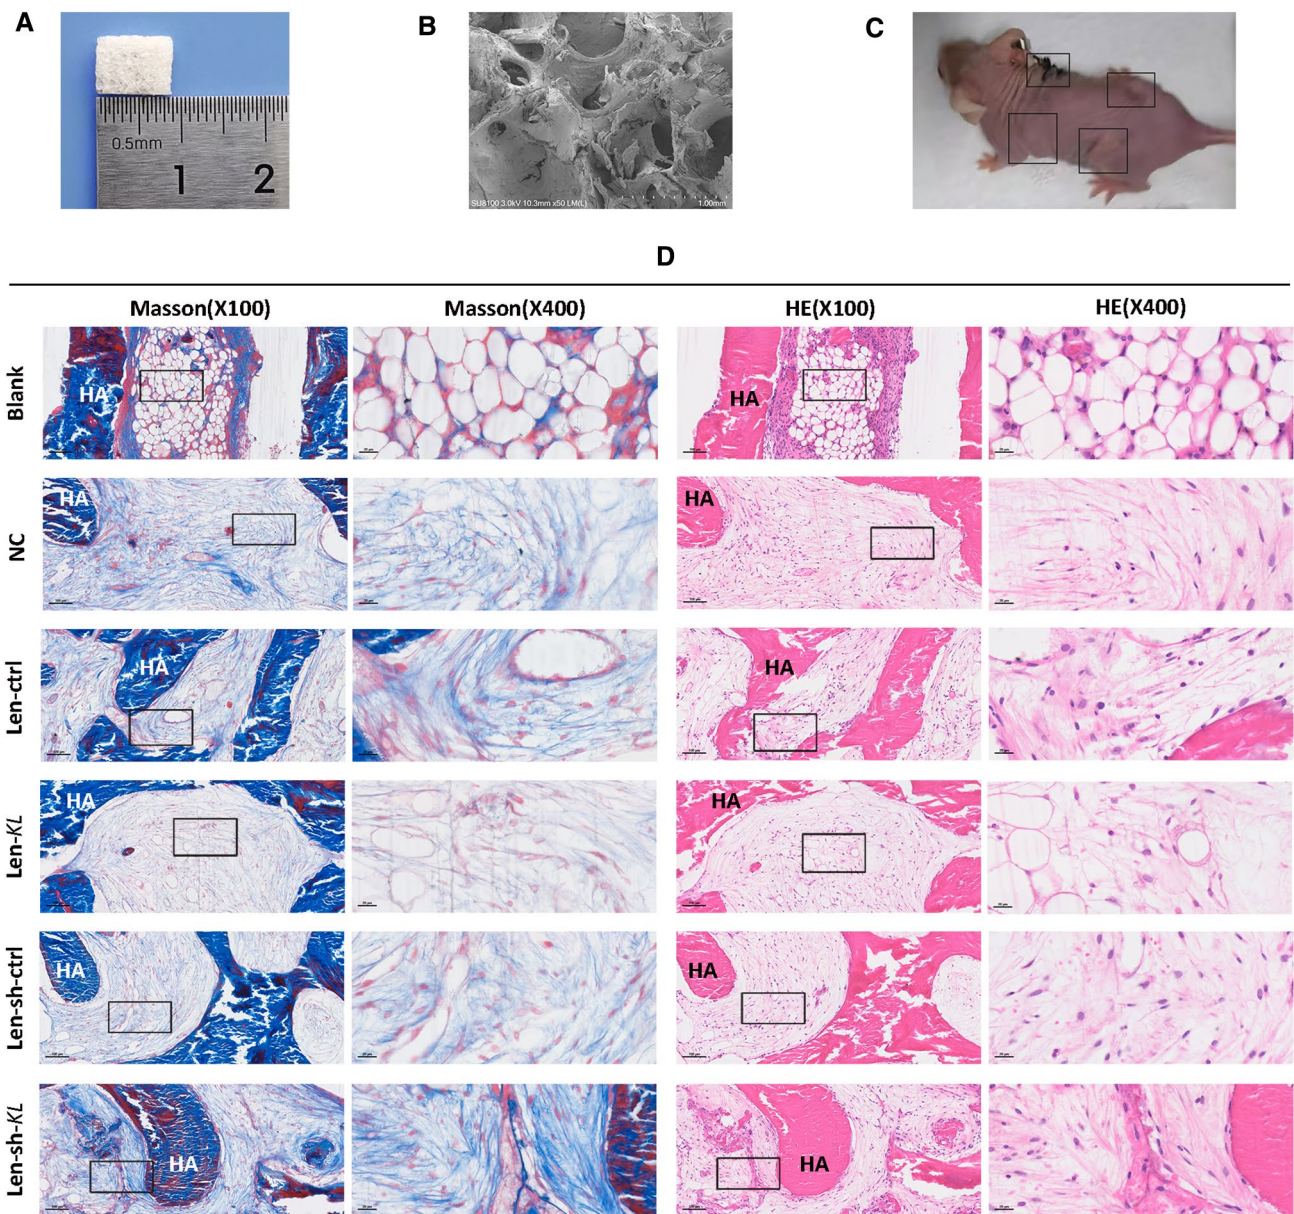 A
B
C
0.5mm
1
2
SU8100 3.0kV 10.3mm x50 LM(L)
1.00mm
D
Masson(X100)
Masson(X400)
HE(X100)
HE(X400)
Blank
HA
HA
NC
HA
HA
Len-ctrl
HA
HA
Len-KL
HA
HA
Len-sh-ctrl
HA
HA
Len-sh-KL
HA
HA